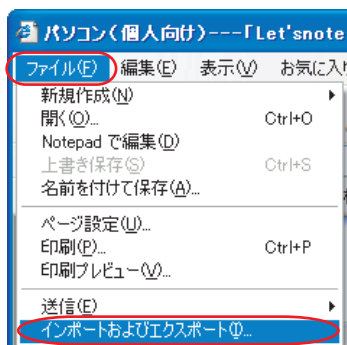 パソコン(個人向け)---「Let'snote
ファイル(F) 編集(E) 表示(V) お気に入り
新規作成(N)
開く(O)... Ctrl+O
Notepad で編集(D)
上書き保存(S) Ctrl+S
名前を付けて保存(A)...
ページ設定(U)...
印刷(P)... Ctrl+P
印刷プレビュー(V)...
送信(E)
インポートおよびエクスポート(I)...